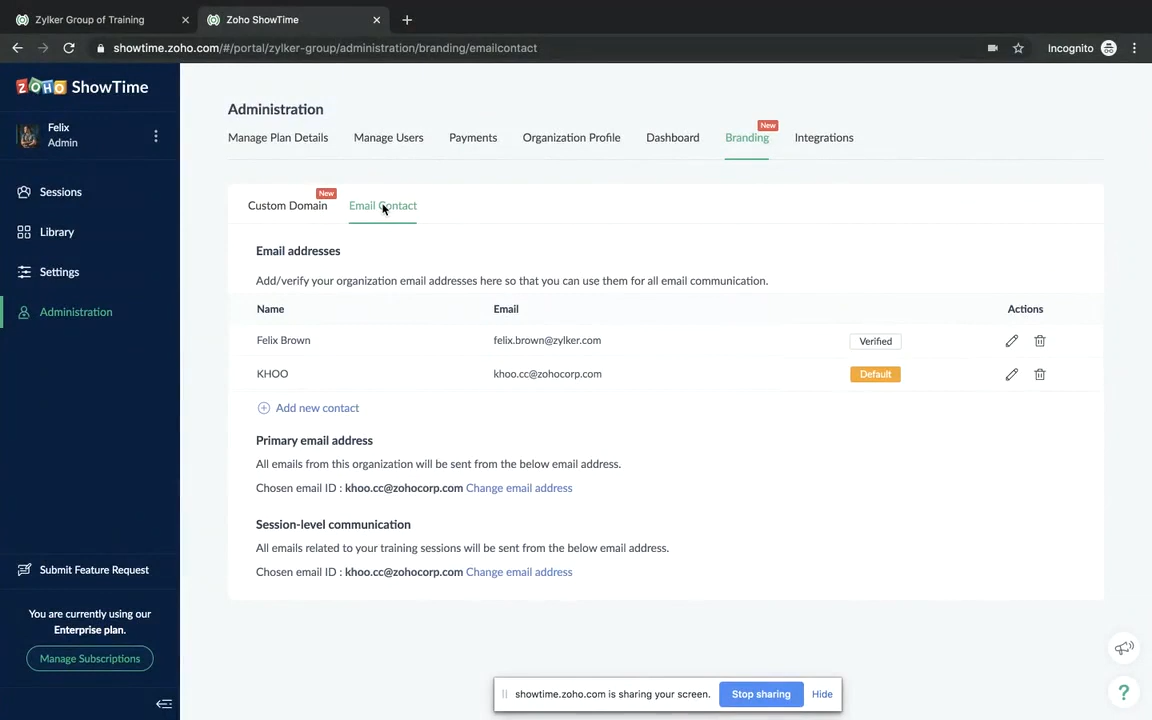 Zylker Group of Training
Zoho ShowTime
showtime.zoho.com/#/portal/zylker-group/administration/branding/emailcontact
Incognito
ZOHO ShowTime
Felix
Admin
Sessions
Library
Settings
Administration
Submit Feature Request
You are currently using our
Enterprise plan.
Manage Subscriptions
Administration
New
Manage Plan Details Manage Users Payments Organization Profile Dashboard Branding Integrations
New
Custom Domain Email Contact
Email addresses
Add/verify your organization email addresses here so that you can use them for all email communication.
Name Email Actions
Felix Brown felix.brown@zylker.com Verified
KHOO khoo.cc@zohocorp.com Default
Add new contact
Primary email address
All emails from this organization will be sent from the below email address.
Chosen email ID : khoo.cc@zohocorp.com Change email address
Session-level communication
All emails related to your training sessions will be sent from the below email address.
Chosen email ID : khoo.cc@zohocorp.com Change email address
showtime.zoho.com is sharing your screen. Stop sharing Hide
?